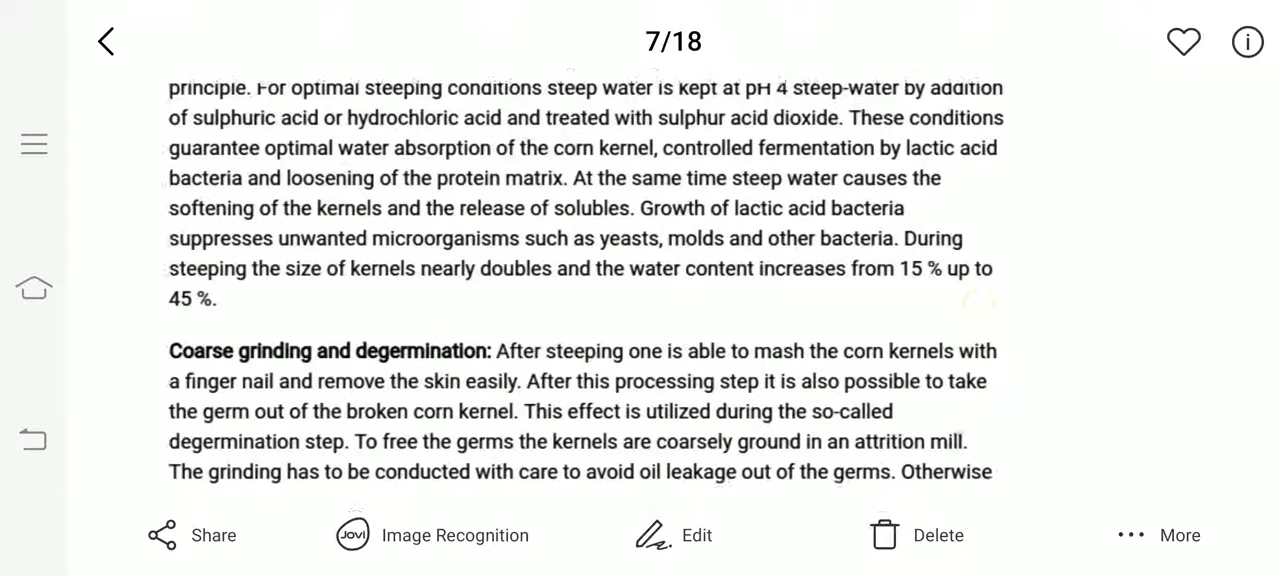 7/18
principle. For optimal steeping conditions steep water is kept at pH 4 steep-water by addition
of sulphuric acid or hydrochloric acid and treated with sulphur acid dioxide. These conditions
guarantee optimal water absorption of the corn kernel, controlled fermentation by lactic acid
bacteria and loosening of the protein matrix. At the same time steep water causes the
softening of the kernels and the release of solubles. Growth of lactic acid bacteria
suppresses unwanted microorganisms such as yeasts, molds and other bacteria. During
steeping the size of kernels nearly doubles and the water content increases from 15 % up to
45 %.
Coarse grinding and degermination: After steeping one is able to mash the corn kernels with
a finger nail and remove the skin easily. After this processing step it is also possible to take
the germ out of the broken corn kernel. This effect is utilized during the so-called
degermination step. To free the germs the kernels are coarsely ground in an attrition mill.
The grinding has to be conducted with care to avoid oil leakage out of the germs. Otherwise
Share Jovi Image Recognition Edit Delete More